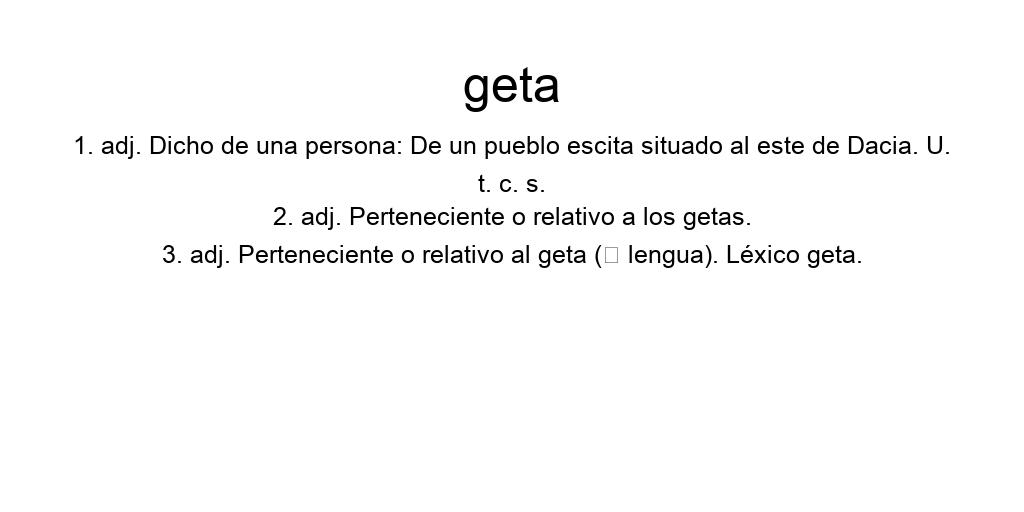 geta
1. adj. Dicho de una persona: De un pueblo escita situado al este de Dacia. U.
t. c. s.
2. adj. Perteneciente o relativo a los getas.
3. adj. Perteneciente o relativo al geta (□ lengua). Léxico geta.